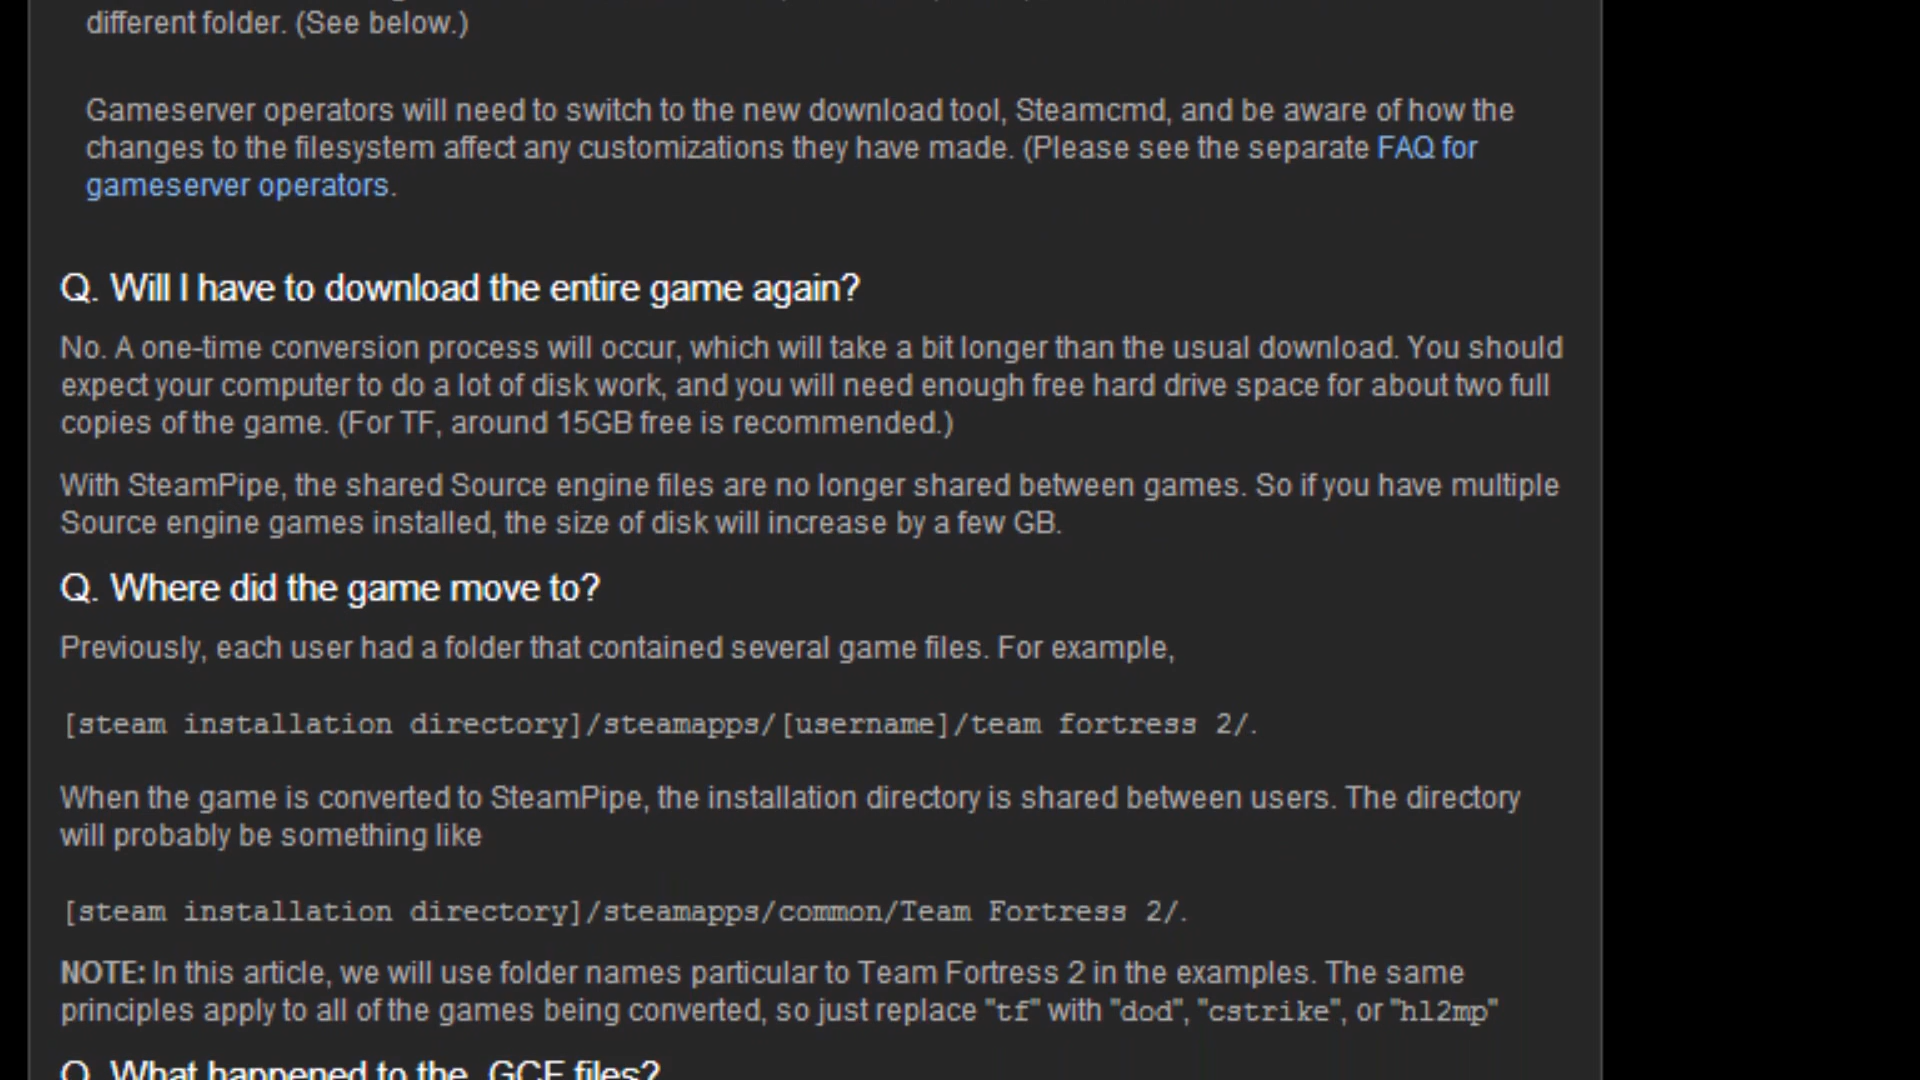 different folder. (See below.)
Gameserver operators will need to switch to the new download tool, Steamcmd, and be aware of how the
changes to the filesystem affect any customizations they have made. (Please see the separate FAQ for
gameserver operators.
Q. Will I have to download the entire game again?
No. A one-time conversion process will occur, which will take a bit longer than the usual download. You should
expect your computer to do a lot of disk work, and you will need enough free hard drive space for about two full
copies of the game. (For TF, around 15GB free is recommended.)
With SteamPipe, the shared Source engine files are no longer shared between games. So if you have multiple
Source engine games installed, the size of disk will increase by a few GB.
Q. Where did the game move to?
Previously, each user had a folder that contained several game files. For example,
[steam installation directory]/steamapps/[username]/team fortress 2/.
When the game is converted to SteamPipe, the installation directory is shared between users. The directory
will probably be something like
[steam installation directory]/steamapps/common/Team Fortress 2/.
NOTE: In this article, we will use folder names particular to Team Fortress 2 in the examples. The same
principles apply to all of the games being converted, so just replace "tf" with "dod", "cstrike", or "hl2mp"
Q. What happened to the .GCF files?